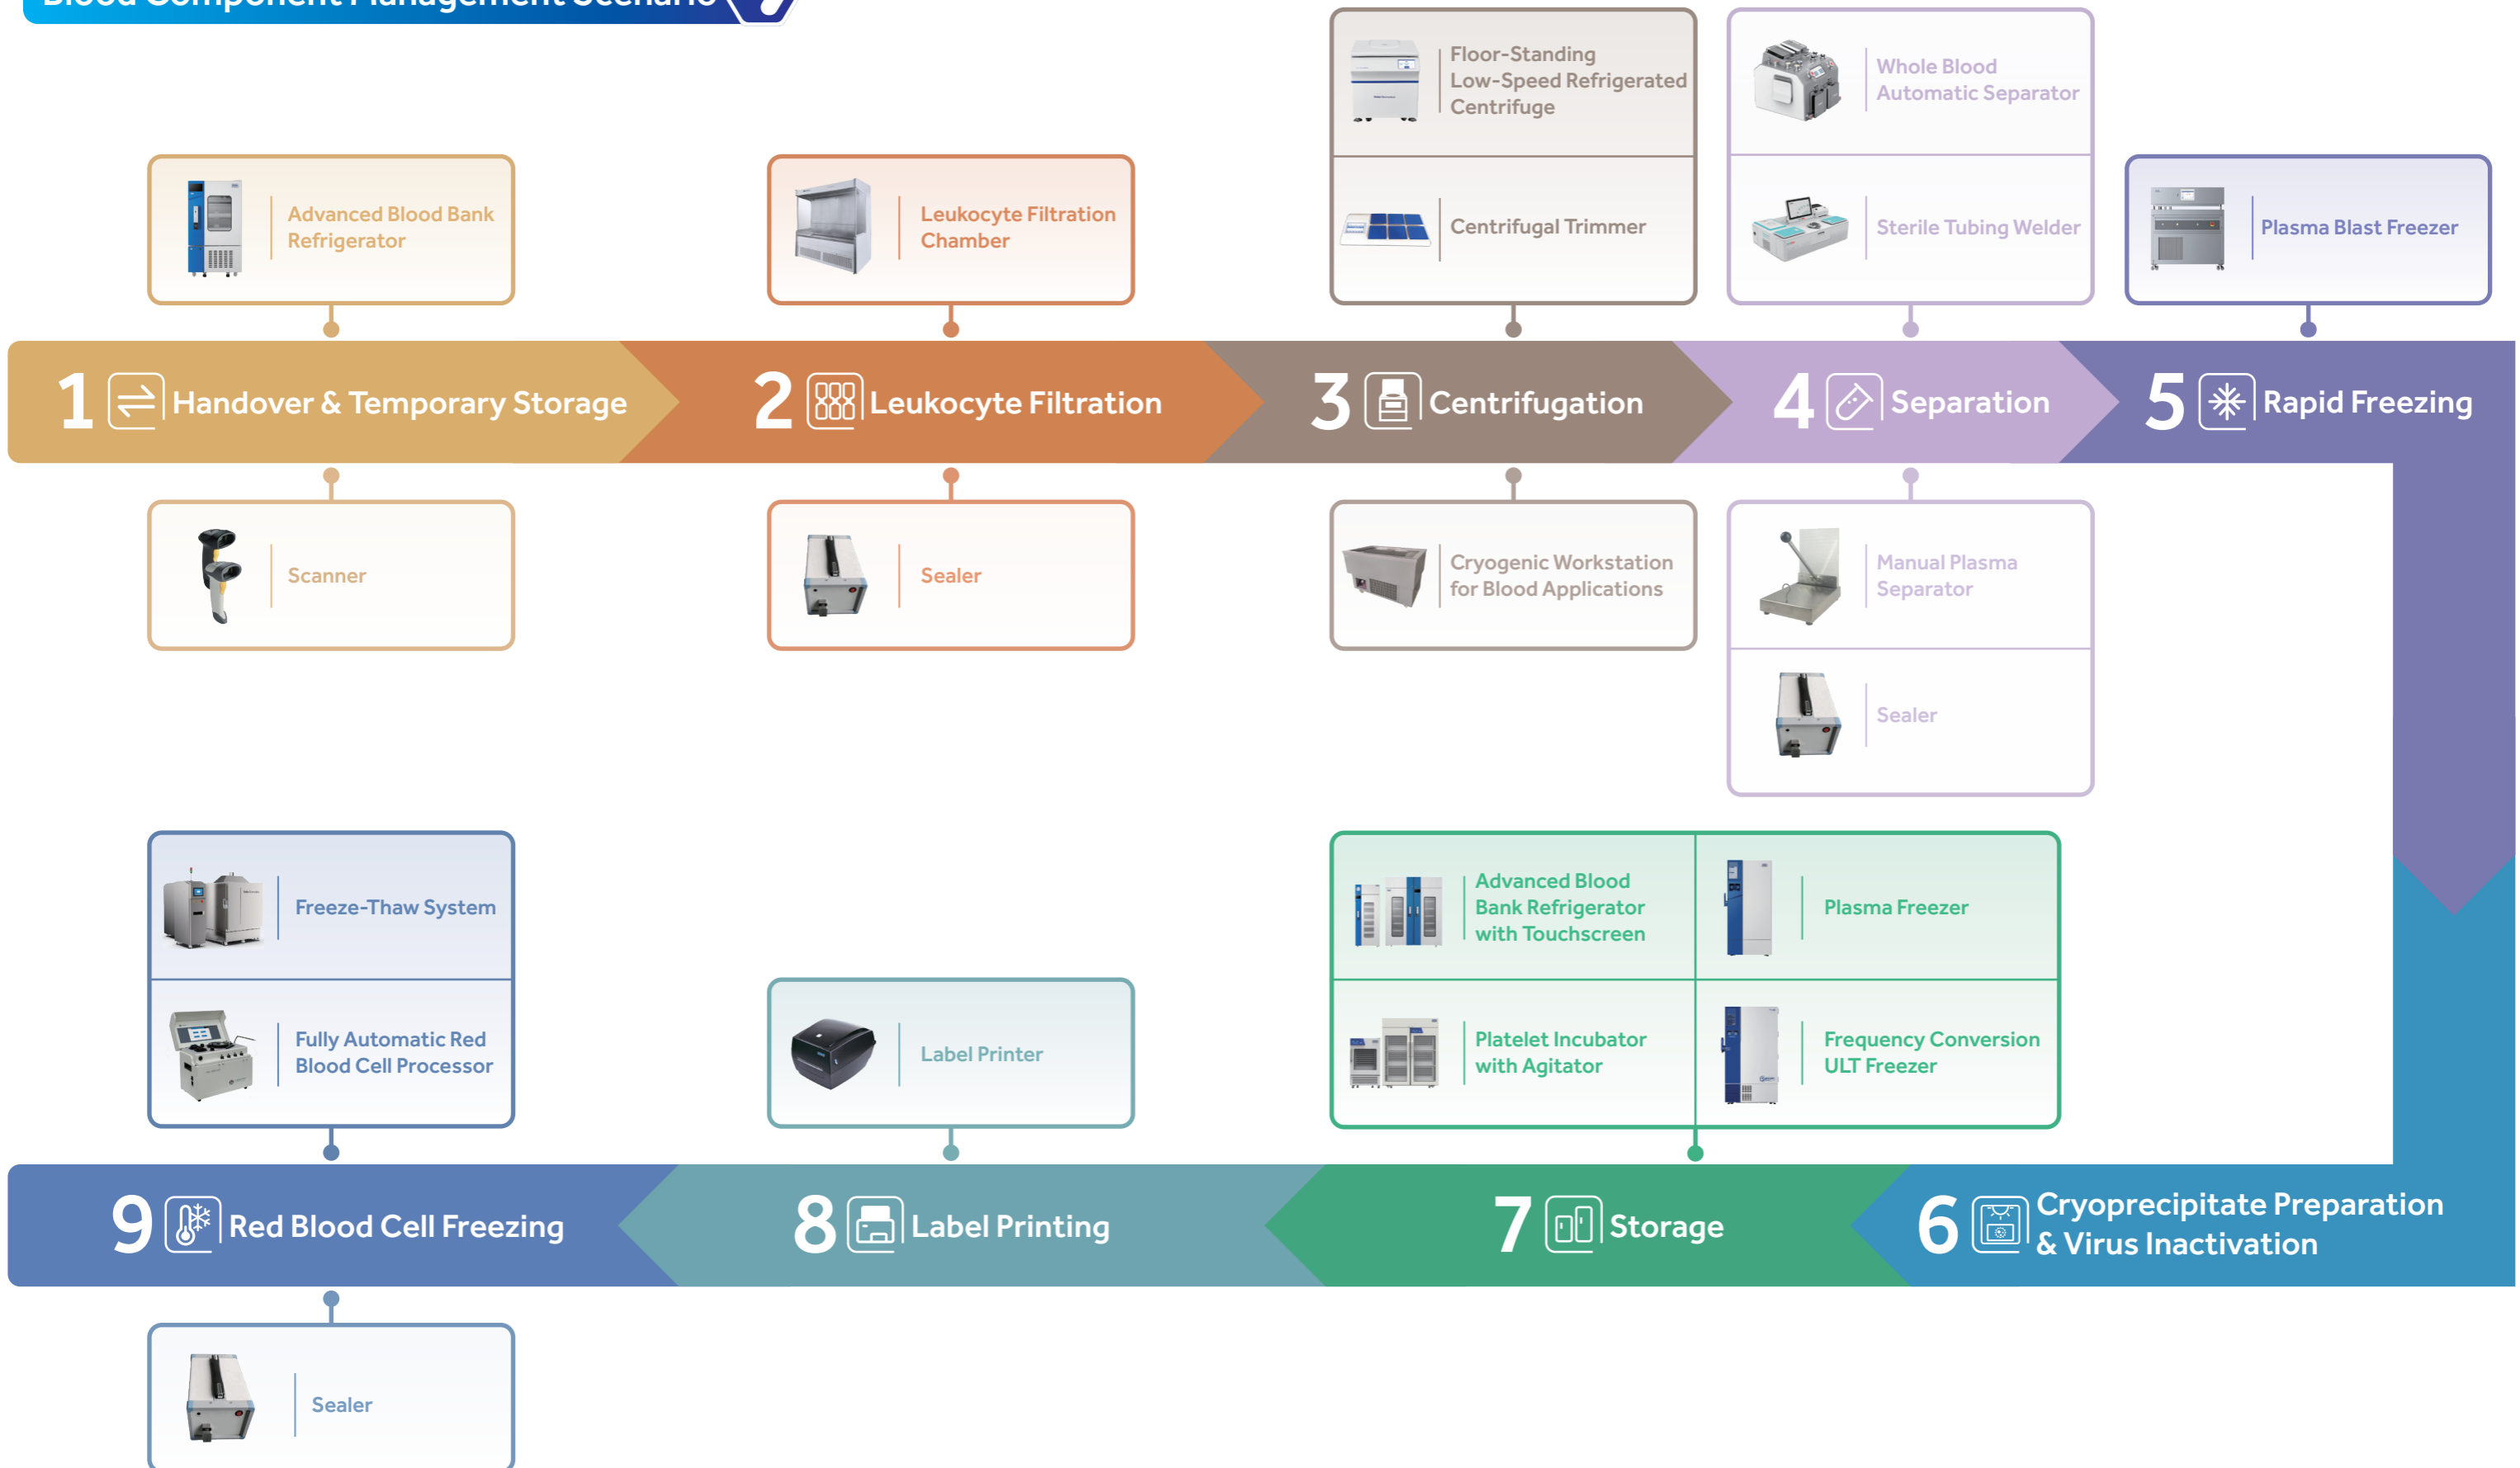 Blood Component Management Scenario
Floor-Standing
Low-Speed Refrigerated
Centrifuge
Whole Blood
Automatic Separator
Advanced Blood Bank
Refrigerator
Leukocyte Filtration
Chamber
Centrifugal Trimmer
Sterile Tubing Welder
Plasma Blast Freezer
1 Handover & Temporary Storage
2 Leukocyte Filtration
3 Centrifugation
4 Separation
5 Rapid Freezing
Scanner
Sealer
Cryogenic Workstation
for Blood Applications
Manual Plasma
Separator
Sealer
Freeze-Thaw System
Fully Automatic Red
Blood Cell Processor
Label Printer
Advanced Blood
Bank Refrigerator
with Touchscreen
Plasma Freezer
Platelet Incubator
with Agitator
Frequency Conversion
ULT Freezer
9 Red Blood Cell Freezing
8 Label Printing
7 Storage
6 Cryoprecipitate Preparation
& Virus Inactivation
Sealer